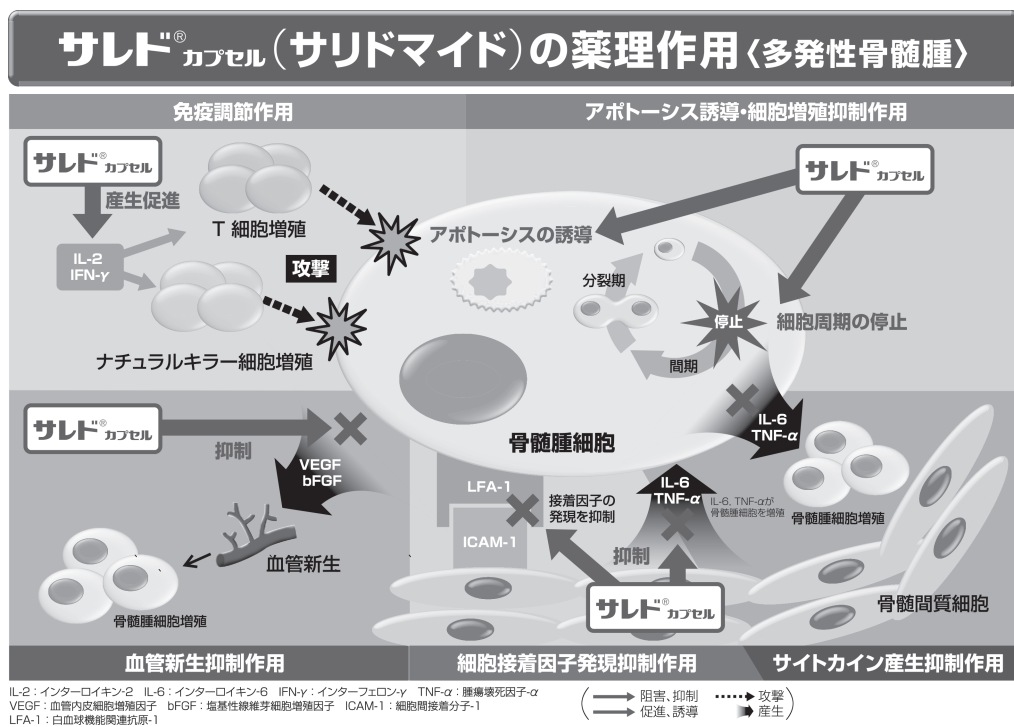 サレド®カプセル(サリドマイド)の薬理作用〈多発性骨髄腫〉
免疫調節作用
アポトーシス誘導・細胞増殖抑制作用
サレド®カプセル
産生促進
IL-2
IFN-γ
T 細胞増殖
ナチュラルキラー細胞増殖
攻撃
サレド®カプセル
アポトーシスの誘導
分裂期
停止
間期
細胞周期の停止
骨髄腫細胞
サレド®カプセル
抑制
VEGF
bFGF
血管新生
骨髄腫細胞増殖
LFA-1
ICAM-1
接着因子の
発現を抑制
IL-6
TNF-α
IL-6, TNF-αが
骨髄腫細胞を増殖
抑制
サレド®カプセル
IL-6
TNF-α
骨髄腫細胞増殖
骨髄間質細胞
血管新生抑制作用
細胞接着因子発現抑制作用
サイトカイン産生抑制作用
IL-2：インターロイキン-2 IL-6：インターロイキン-6 IFN-γ：インターフェロン-γ TNF-α：腫瘍壊死因子-α
VEGF：血管内皮細胞増殖因子 bFGF：塩基性線維芽細胞増殖因子 ICAM-1：細胞間接着分子-1
LFA-1：白血球機能関連抗原-1
阻害、抑制 攻撃
促進、誘導 産生